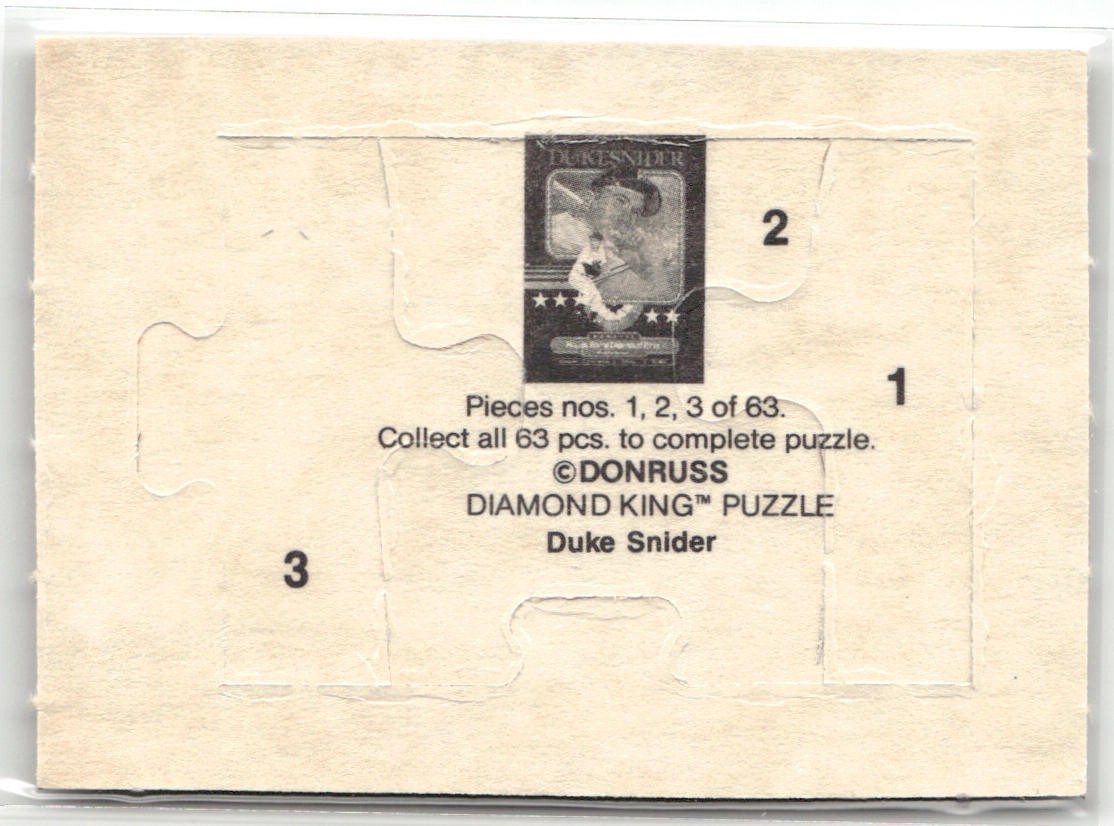 DUKE SNIDER
2
1
Pieces nos. 1, 2, 3 of 63.
Collect all 63 pcs. to complete puzzle.
©DONRUSS
DIAMOND KING™ PUZZLE
Duke Snider
3